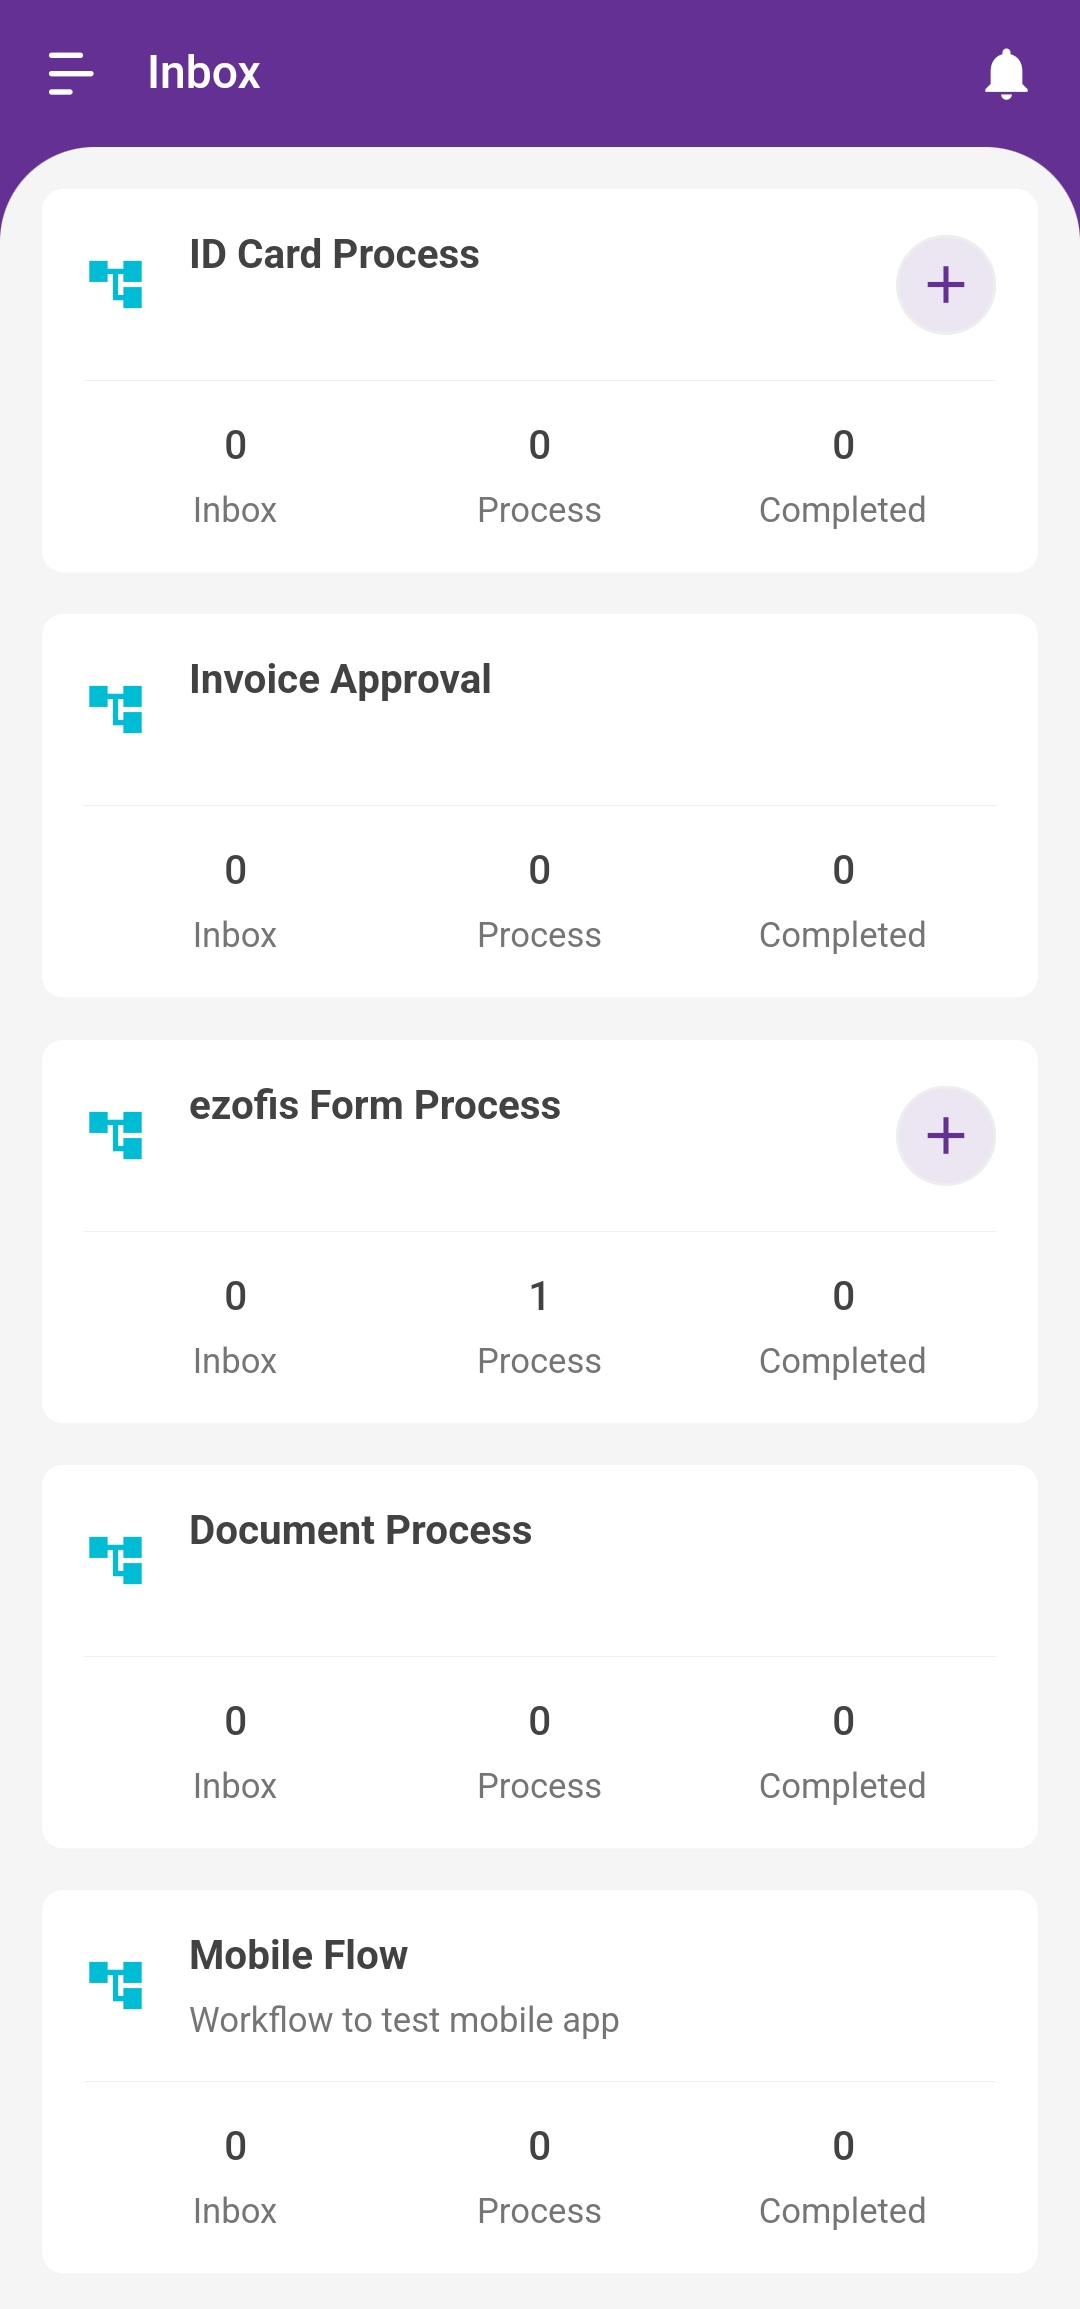 Inbox
ID Card Process
0 0 0
Inbox Process Completed
Invoice Approval
0 0 0
Inbox Process Completed
ezofis Form Process
0 1 0
Inbox Process Completed
Document Process
0 0 0
Inbox Process Completed
Mobile Flow
Workflow to test mobile app
0 0 0
Inbox Process Completed